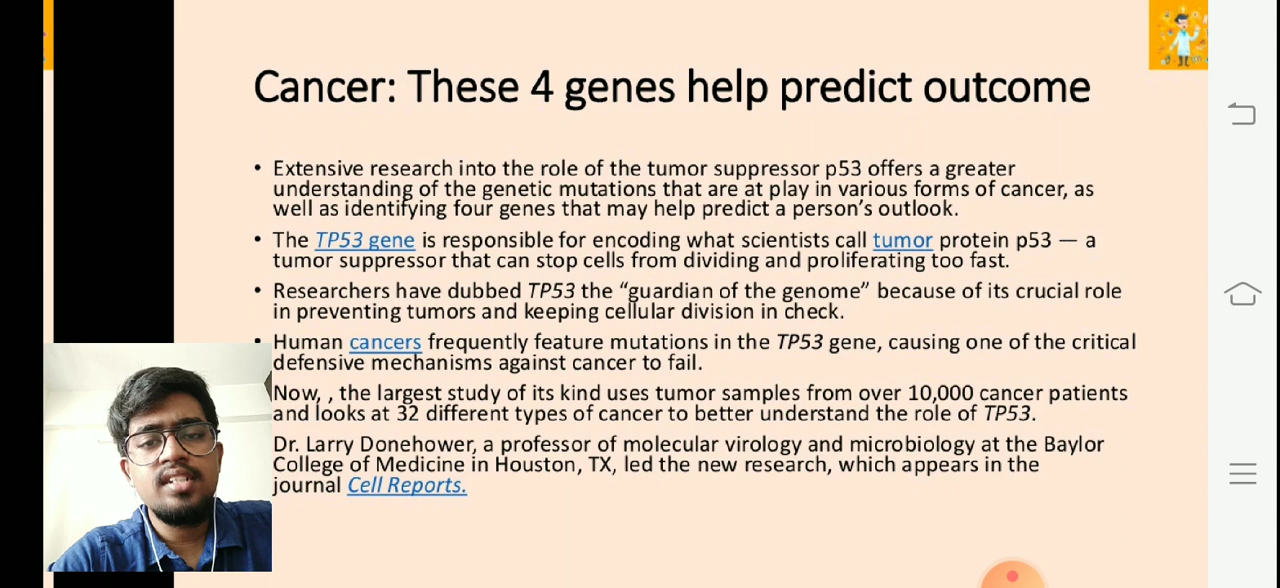 Cancer: These 4 genes help predict outcome
• Extensive research into the role of the tumor suppressor p53 offers a greater
understanding of the genetic mutations that are at play in various forms of cancer, as
well as identifying four genes that may help predict a person’s outlook.
• The TP53 gene is responsible for encoding what scientists call tumor protein p53 — a
tumor suppressor that can stop cells from dividing and proliferating too fast.
• Researchers have dubbed TP53 the “guardian of the genome” because of its crucial role
in preventing tumors and keeping cellular division in check.
• Human cancers frequently feature mutations in the TP53 gene, causing one of the critical
defensive mechanisms against cancer to fail.
Now, , the largest study of its kind uses tumor samples from over 10,000 cancer patients
and looks at 32 different types of cancer to better understand the role of TP53.
Dr. Larry Donehower, a professor of molecular virology and microbiology at the Baylor
College of Medicine in Houston, TX, led the new research, which appears in the
journal Cell Reports.